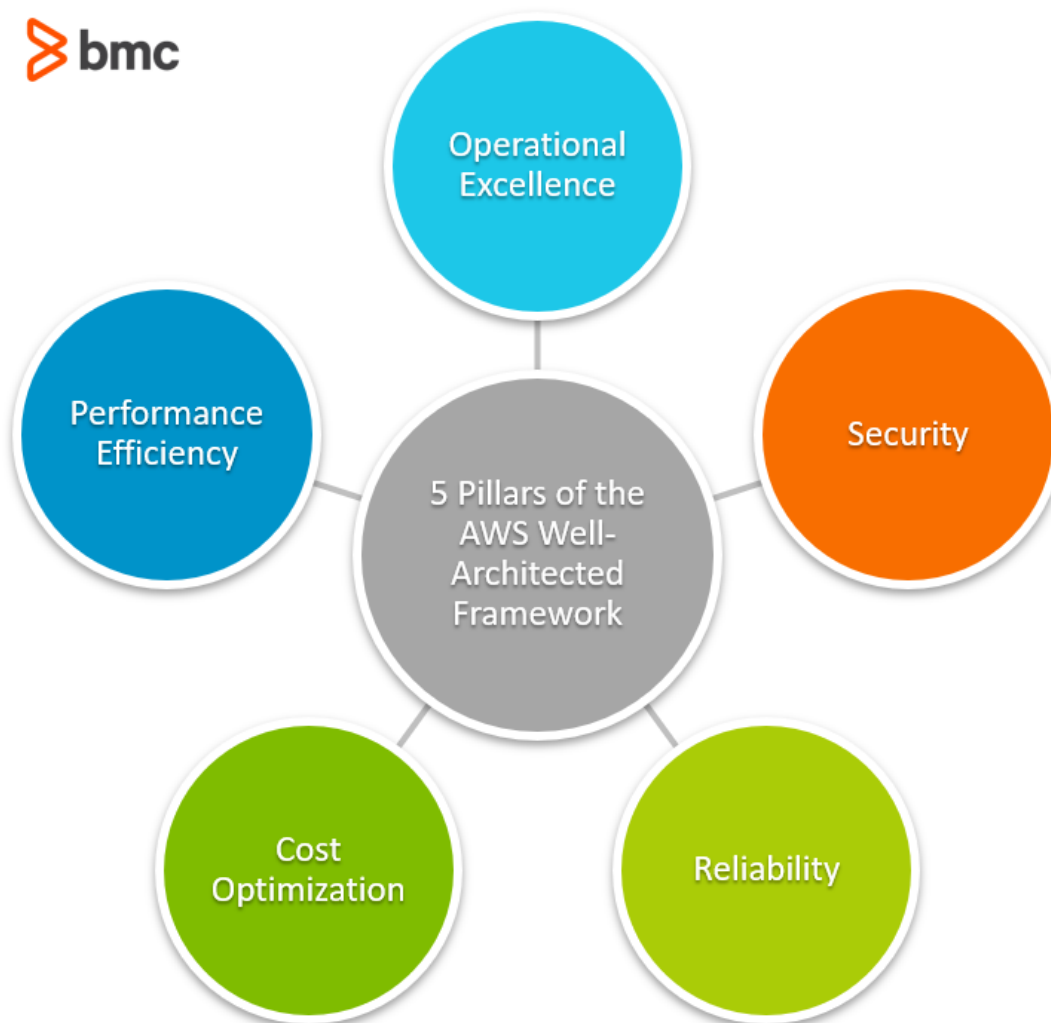 bmc
Operational
Excellence
Security
Reliability
Cost
Optimization
Performance
Efficiency
5 Pillars of the
AWS Well-
Architected
Framework